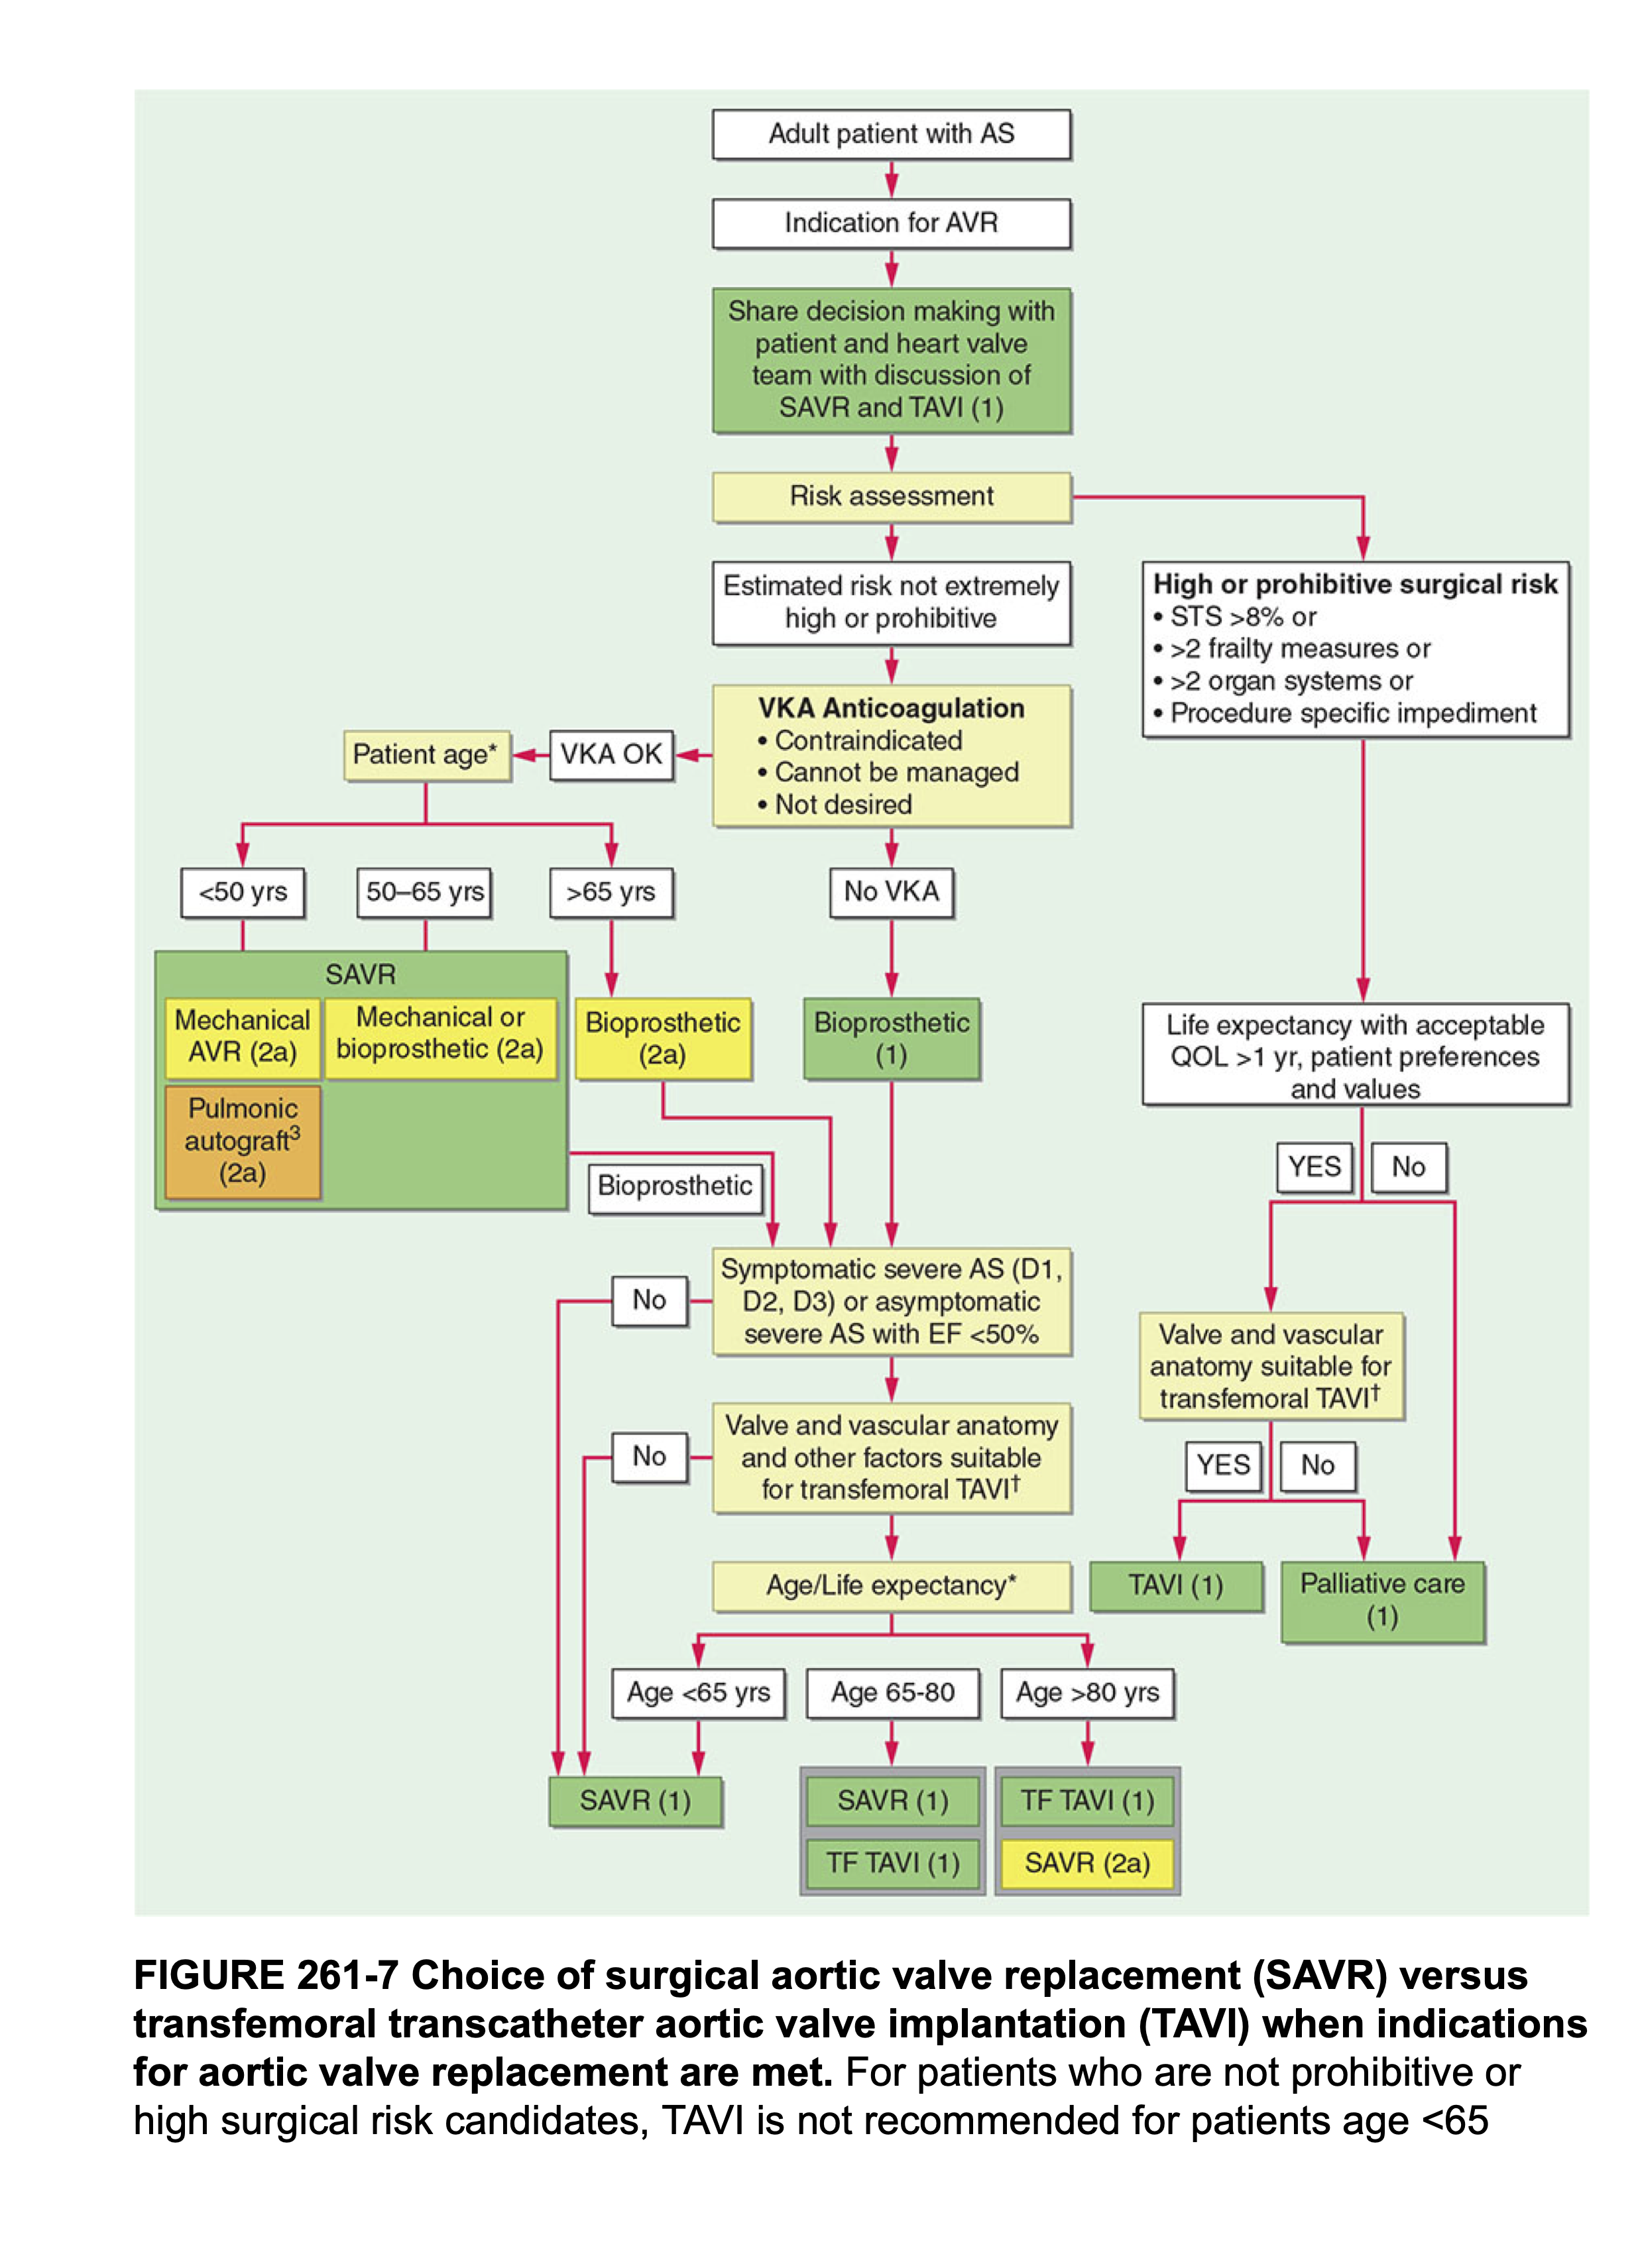 Adult patient with AS
Indication for AVR
Share decision making with
patient and heart valve
team with discussion of
SAVR and TAVI (1)
Risk assessment
Estimated risk not extremely
high or prohibitive
High or prohibitive surgical risk
• STS >8% or
• >2 frailty measures or
• >2 organ systems or
• Procedure specific impediment
VKA Anticoagulation
• Contraindicated
• Cannot be managed
• Not desired
VKA OK
Patient age*
<50 yrs
50–65 yrs
>65 yrs
No VKA
SAVR
Mechanical
AVR (2a)
Mechanical or
bioprosthetic (2a)
Pulmonic
autograft³
(2a)
Bioprosthetic
(2a)
Bioprosthetic
(1)
Life expectancy with acceptable
QOL >1 yr, patient preferences
and values
YES
No
Bioprosthetic
Symptomatic severe AS (D1,
D2, D3) or asymptomatic
severe AS with EF <50%
No
Valve and vascular anatomy
and other factors suitable
for transfemoral TAVI†
No
Valve and vascular
anatomy suitable for
transfemoral TAVI†
YES
No
Age/Life expectancy*
TAVI (1)
Palliative care
(1)
Age <65 yrs
Age 65-80
Age >80 yrs
SAVR (1)
SAVR (1)
TF TAVI (1)
TF TAVI (1)
SAVR (2a)
FIGURE 261-7 Choice of surgical aortic valve replacement (SAVR) versus
transfemoral transcatheter aortic valve implantation (TAVI) when indications
for aortic valve replacement are met. For patients who are not prohibitive or
high surgical risk candidates, TAVI is not recommended for patients age <65